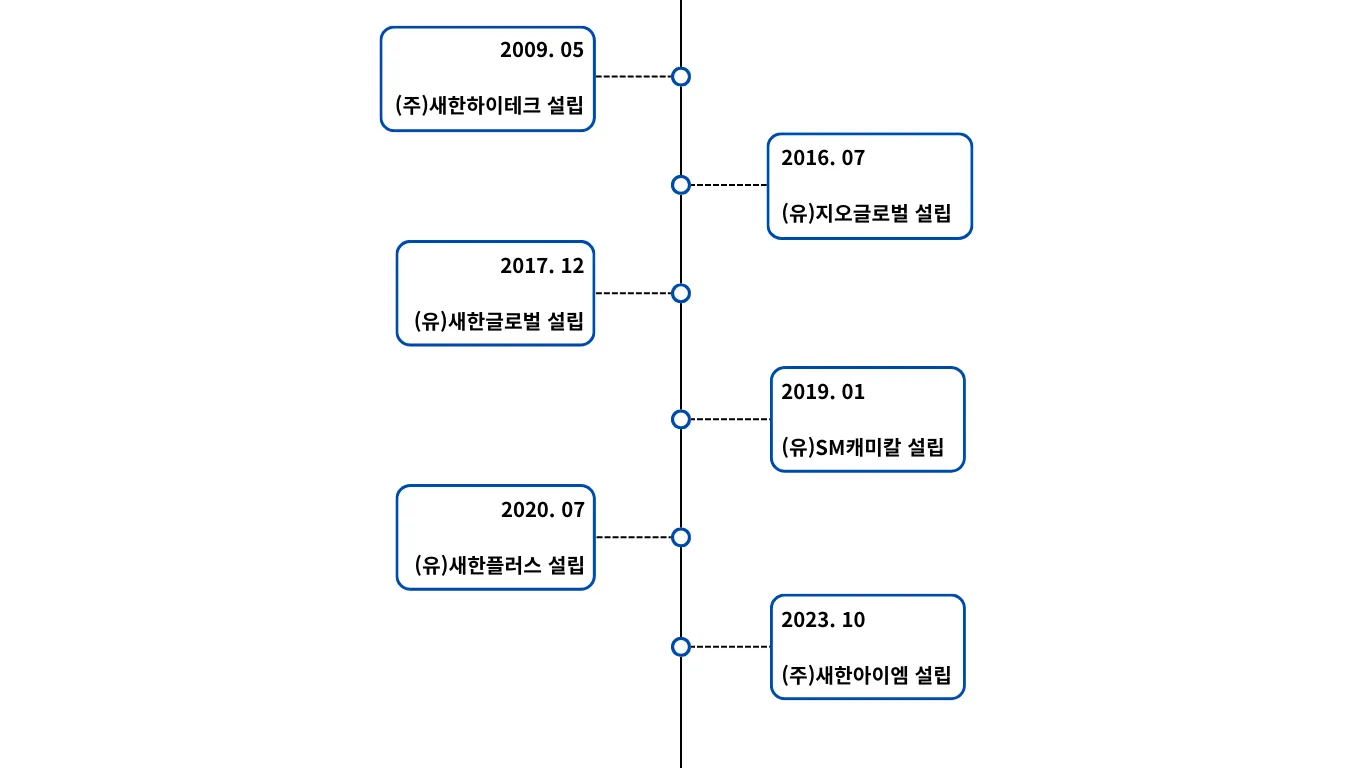 2009. 05
(주)새한하이테크 설립
2016. 07
(유)지오글로벌 설립
2017. 12
(유)새한글로벌 설립
2019. 01
(유)SM캐미칼 설립
2020. 07
(유)새한플러스 설립
2023. 10
(주)새한아이엠 설립